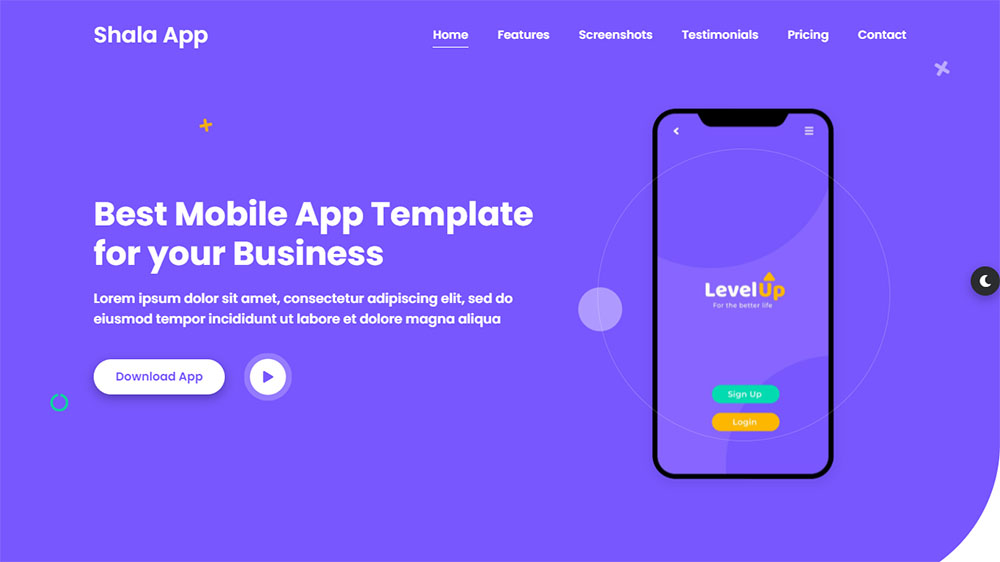 Shala App
Home Features Screenshots Testimonials Pricing Contact
Best Mobile App Template
for your Business
Lorem ipsum dolor sit amet, consectetur adipiscing elit, sed do
eiusmod tempor incididunt ut labore et dolore magna aliqua
Download App
LevelUp
For the better life
Sign Up
Login